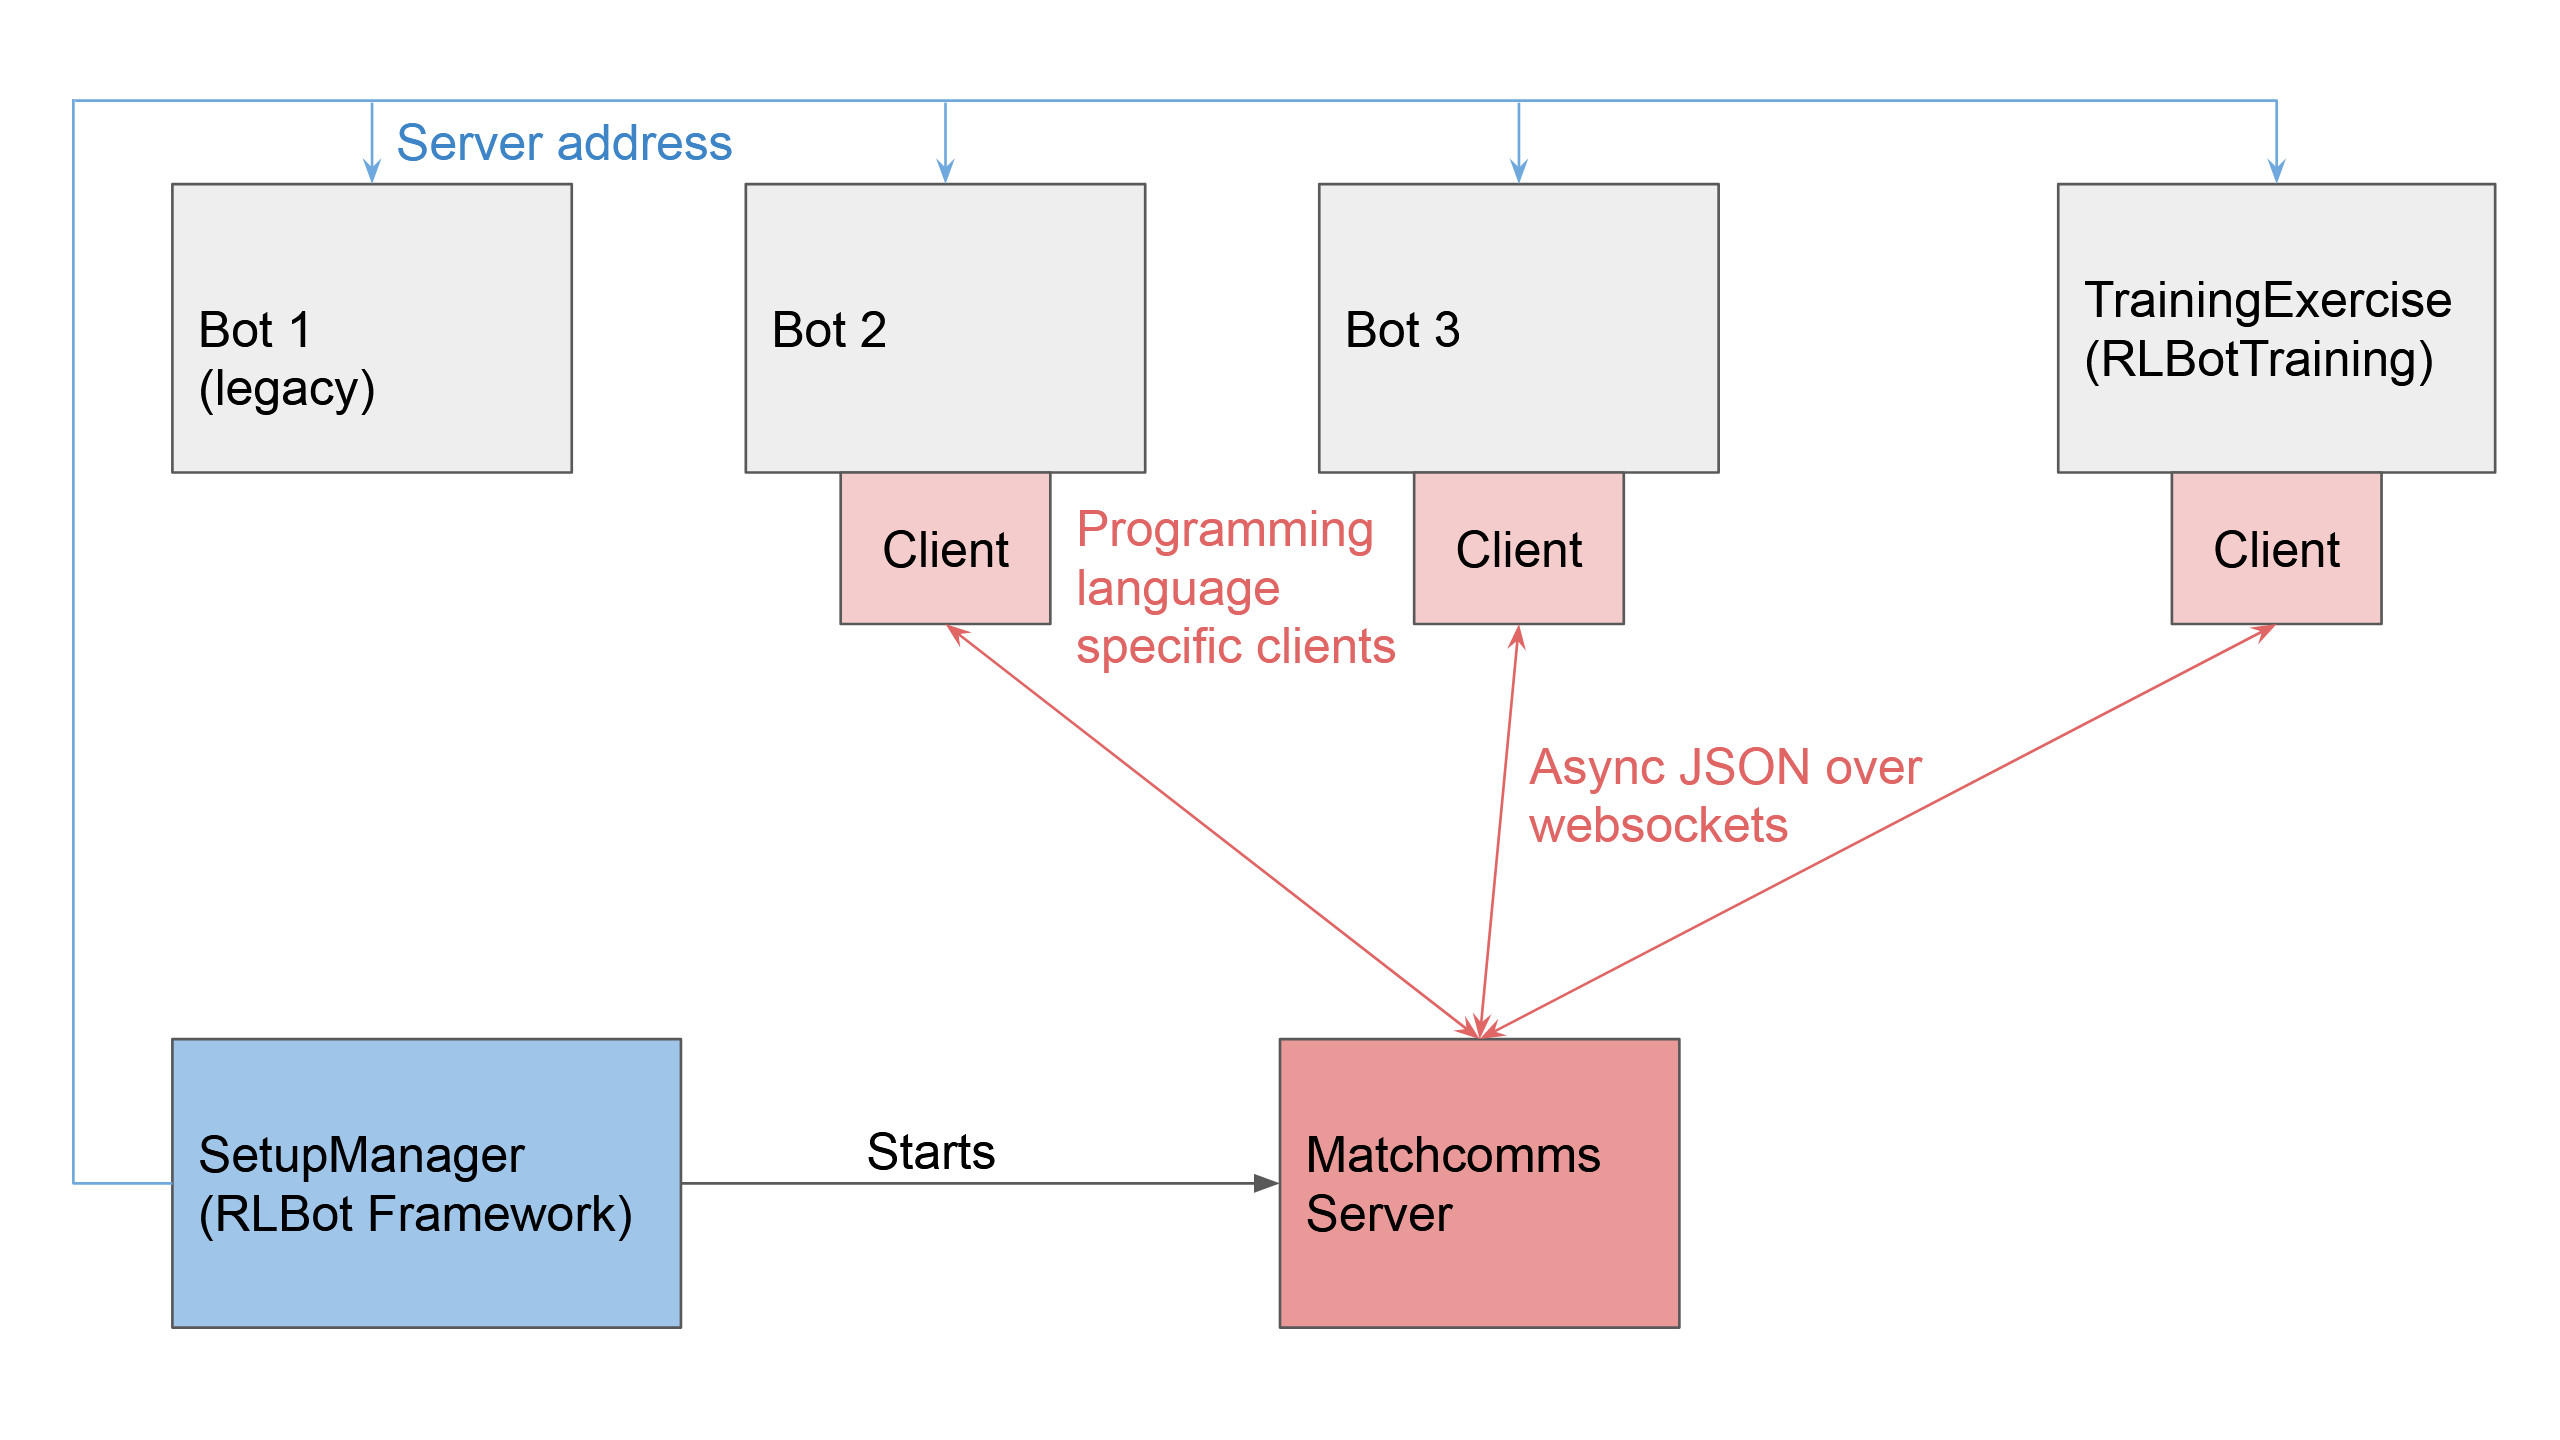 Server address
Bot 1
(legacy)
Bot 2
Bot 3
TrainingExercise
(RLBotTraining)
Client
Programming
language
specific clients
Client
Client
Async JSON over
websockets
SetupManager
(RLBot Framework)
Starts
Matchcomms
Server